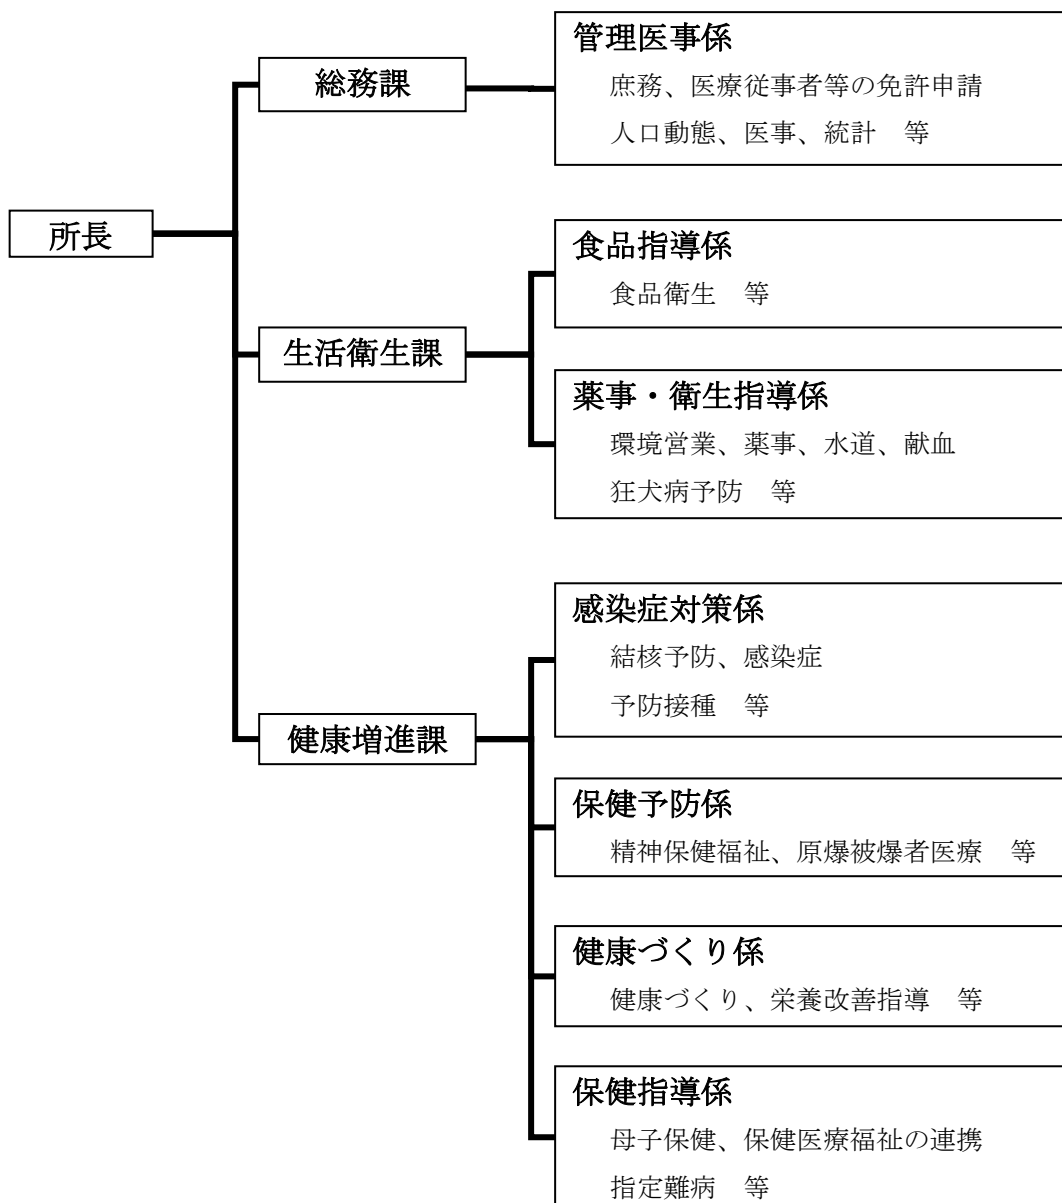 所長
総務課
管理医事係
庶務、医療従事者等の免許申請
人口動態、医事、統計　等
生活衛生課
食品指導係
食品衛生　等
薬事・衛生指導係
環境営業、薬事、水道、献血
狂犬病予防　等
健康増進課
感染症対策係
結核予防、感染症
予防接種　等
保健予防係
精神保健福祉、原爆被爆者医療　等
健康づくり係
健康づくり、栄養改善指導　等
保健指導係
母子保健、保健医療福祉の連携
指定難病　等